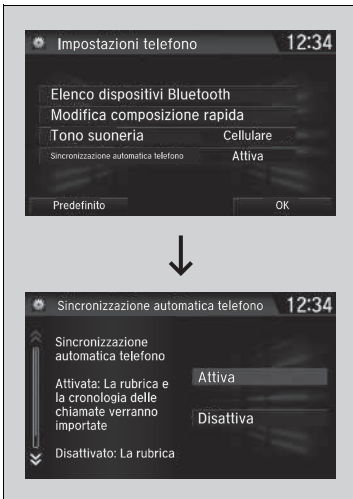 Impostazioni telefono 12:34
Elenco dispositivi Bluetooth
Modifica composizione rapida
Tono suoneria Cellulare
Sincronizzazione automatica telefono Attiva
Predefinito OK
Sincronizzazione automatica telefono 12:34
Sincronizzazione
automatica telefono
Attivata: La rubrica e
la cronologia delle
chiamate verranno
importate
Disattivato: La rubrica
Attiva
Disattiva